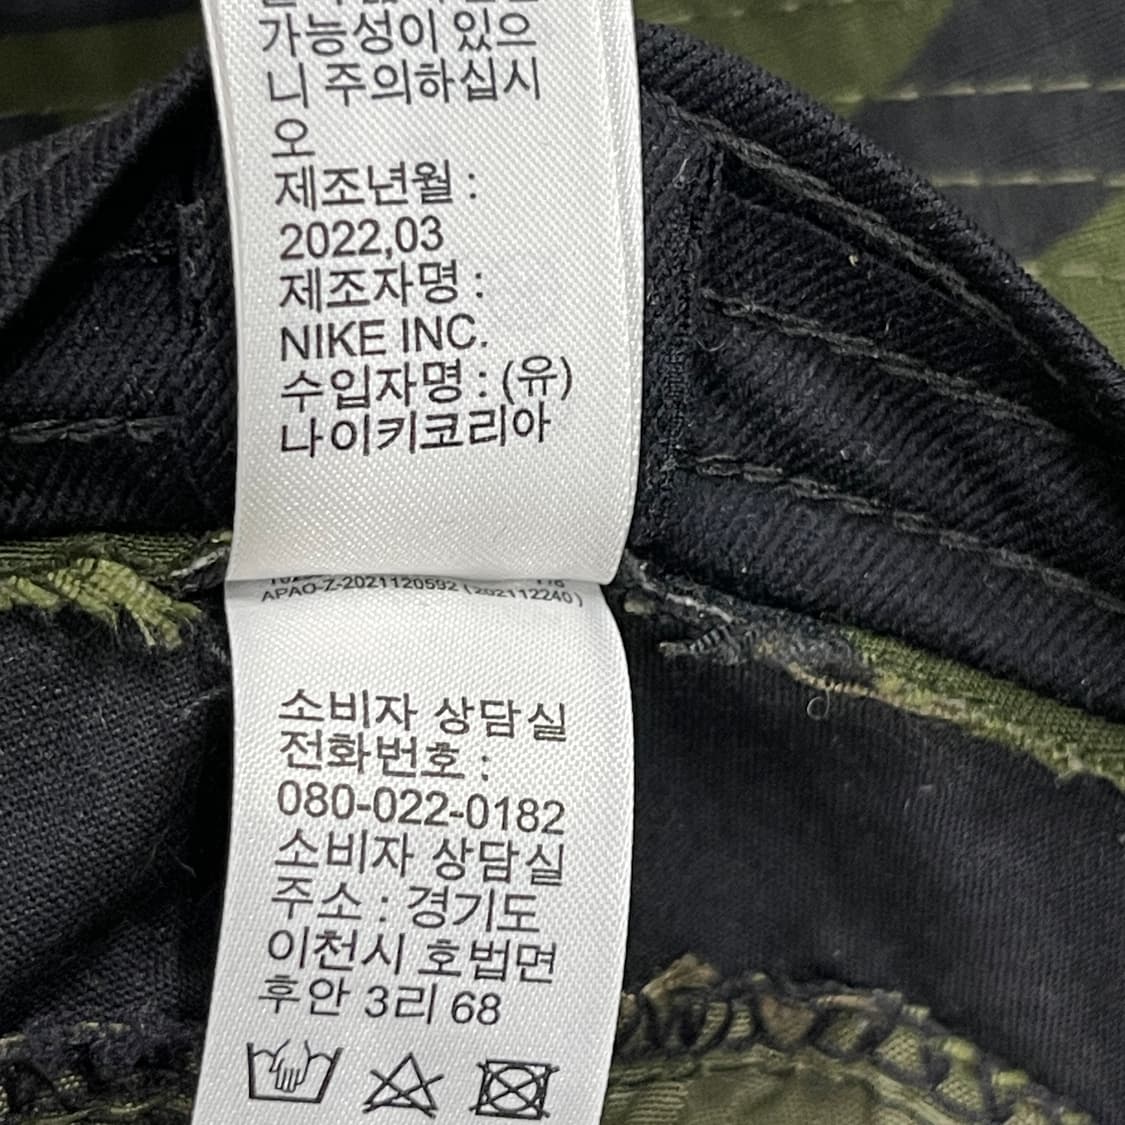 가능성이 있으
니 주의하십시
오
제조년월 :
2022,03
제조자명 :
NIKE INC.
수입자명 : (유)
나이키코리아
APAO-Z-2021120592 (202112240)
소비자 상담실
전화번호 :
080-022-0182
소비자 상담실
주소 : 경기도
이천시 호법면
후안 3리 68